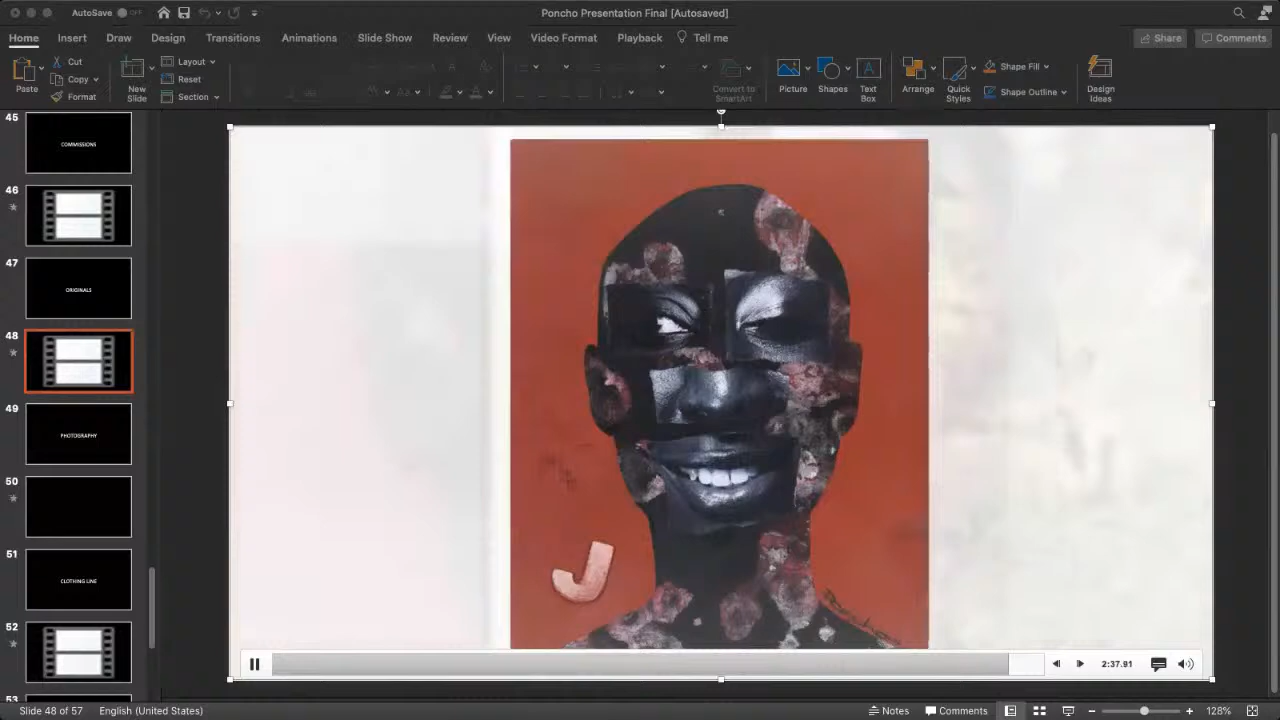 AutoSave OFF
Poncho Presentation Final [Autosaved]
Home Insert Draw Design Transitions Animations Slide Show Review View Video Format Playback Tell me
Share Comments
Paste
Cut
Copy
Format
New Slide
Layout
Reset
Section
Convert to SmartArt
Picture
Shapes
Text Box
Arrange
Quick Styles
Shape Fill
Shape Outline
Design Ideas
45
COMMISSIONS
46
47
ORIGINALS
48
49
PHOTOGRAPHY
50
51
CLOTHING LINE
52
53
J
2:37.91
Slide 48 of 57 English (United States)
Notes Comments 128%